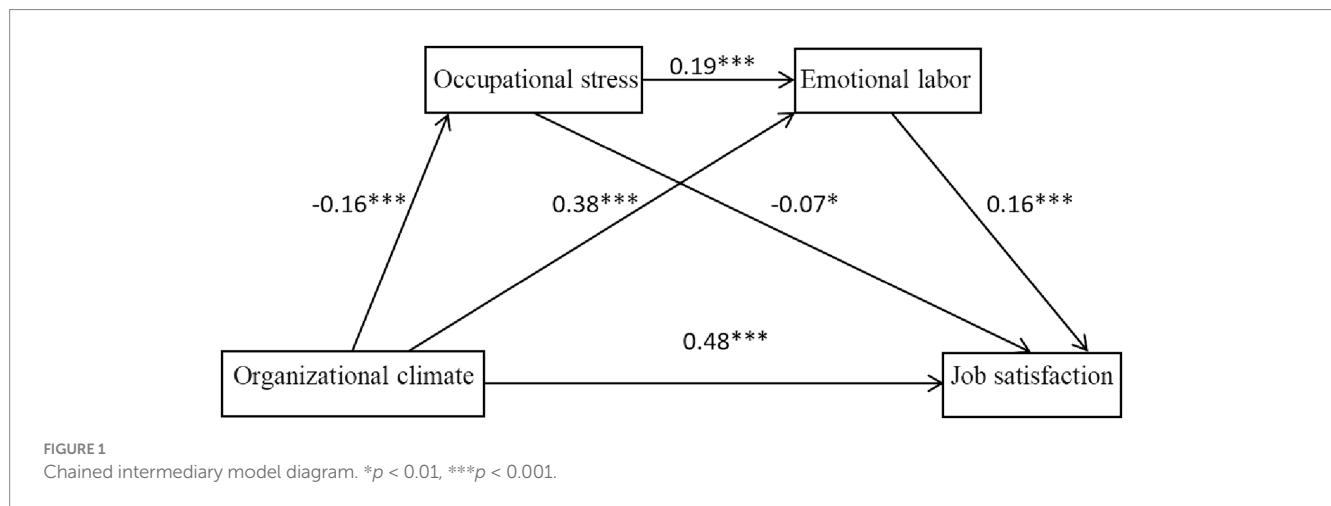 0.19***
Occupational stress
Emotional labor
-0.16***
0.38***
-0.07*
0.16***
0.48***
Organizational climate
Job satisfaction
FIGURE 1
Chained intermediary model diagram. *p < 0.01, ***p < 0.001.